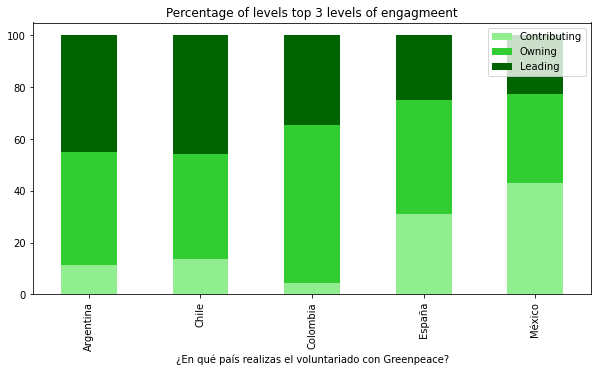 Percentage of levels top 3 levels of engagmeent
Contributing
Owning
Leading
100
80
60
40
20
0
Argentina
Chile
Colombia
España
México
¿En qué país realizas el voluntariado con Greenpeace?